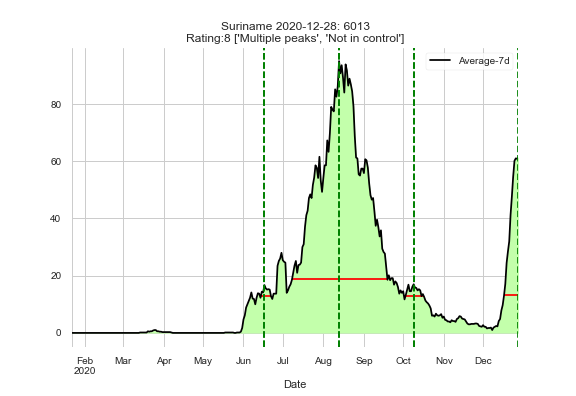 Suriname 2020-12-28: 6013
Rating:8 ['Multiple peaks', 'Not in control']
Average-7d
80
60
40
20
0
Feb Mar Apr May Jun Jul Aug Sep Oct Nov Dec
2020
Date